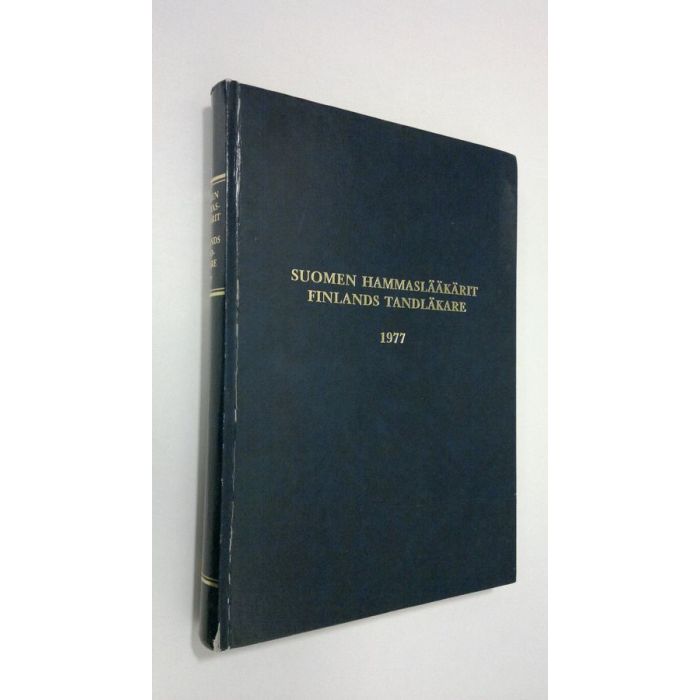 SUOMEN HAMMASLÄÄKÄRIT
FINLANDS TANDLÄKARE
1977